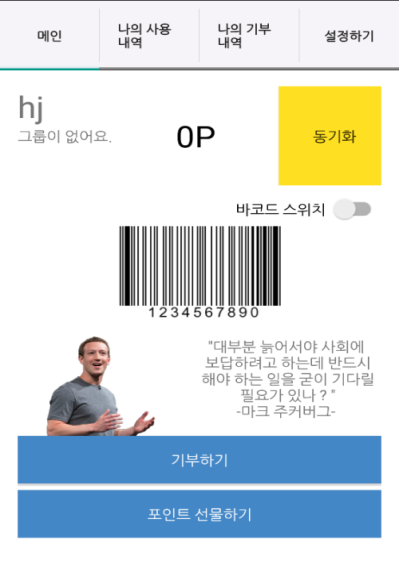 메인
나의 사용
내역
나의 기부
내역
설정하기
hj
그룹이 없어요.
0P
동기화
바코드 스위치
1234567890
"대부분 늙어서야 사회에
보답하려고 하는데 반드시
해야 하는 일을 굳이 기다릴
필요가 있나 ? "
-마크 주커버그-
기부하기
포인트 선물하기